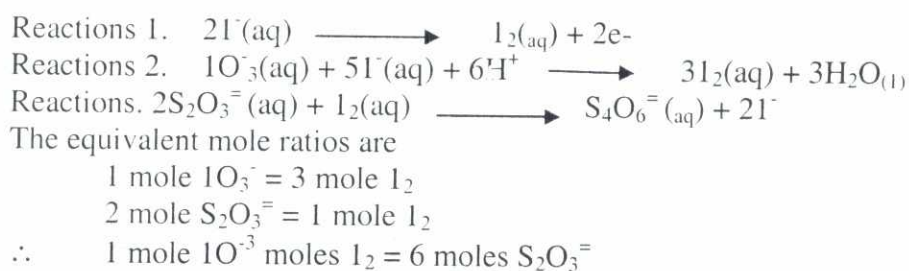 Reactions 1. 2I⁻(aq) ⟶ I₂(aq) + 2e-
Reactions 2. IO⁻₃(aq) + 5I⁻(aq) + 6H⁺ ⟶ 3I₂(aq) + 3H₂O(l)
Reactions. 2S₂O₃⁼(aq) + I₂(aq) ⟶ S₄O₆⁼(aq) + 2I⁻
The equivalent mole ratios are
1 mole IO₃⁻ = 3 mole I₂
2 mole S₂O₃⁼ = 1 mole I₂
∴ 1 mole IO⁻³ moles I₂ = 6 moles S₂O₃⁼